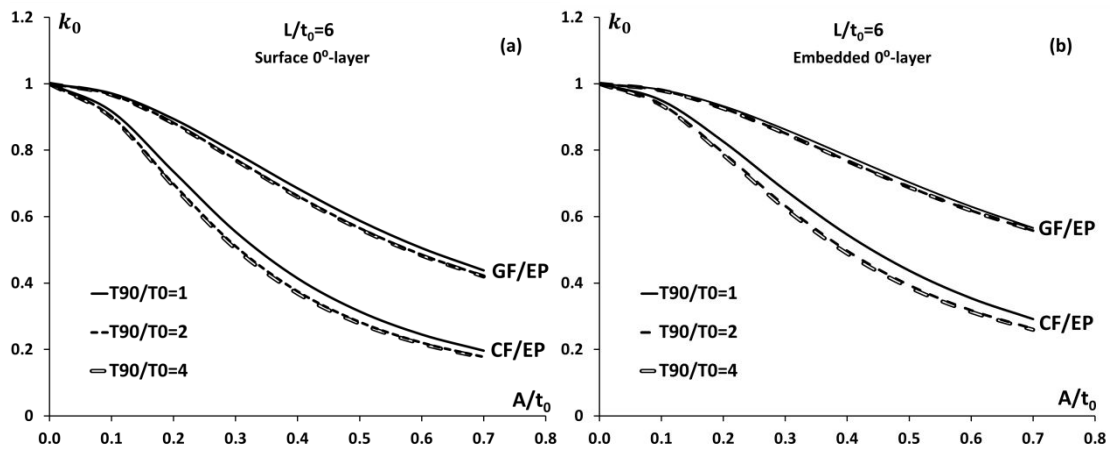 1.2
k₀
L/t₀=6
Surface 0⁰-layer
(a)
1
0.8
0.6
0.4
0.2
0
GF/EP
CF/EP
T90/T0=1
T90/T0=2
T90/T0=4
A/t₀
0.0 0.1 0.2 0.3 0.4 0.5 0.6 0.7 0.8
1.2
k₀
L/t₀=6
Embedded 0⁰-layer
(b)
1
0.8
0.6
0.4
0.2
0
GF/EP
CF/EP
T90/T0=1
T90/T0=2
T90/T0=4
A/t₀
0.0 0.1 0.2 0.3 0.4 0.5 0.6 0.7 0.8